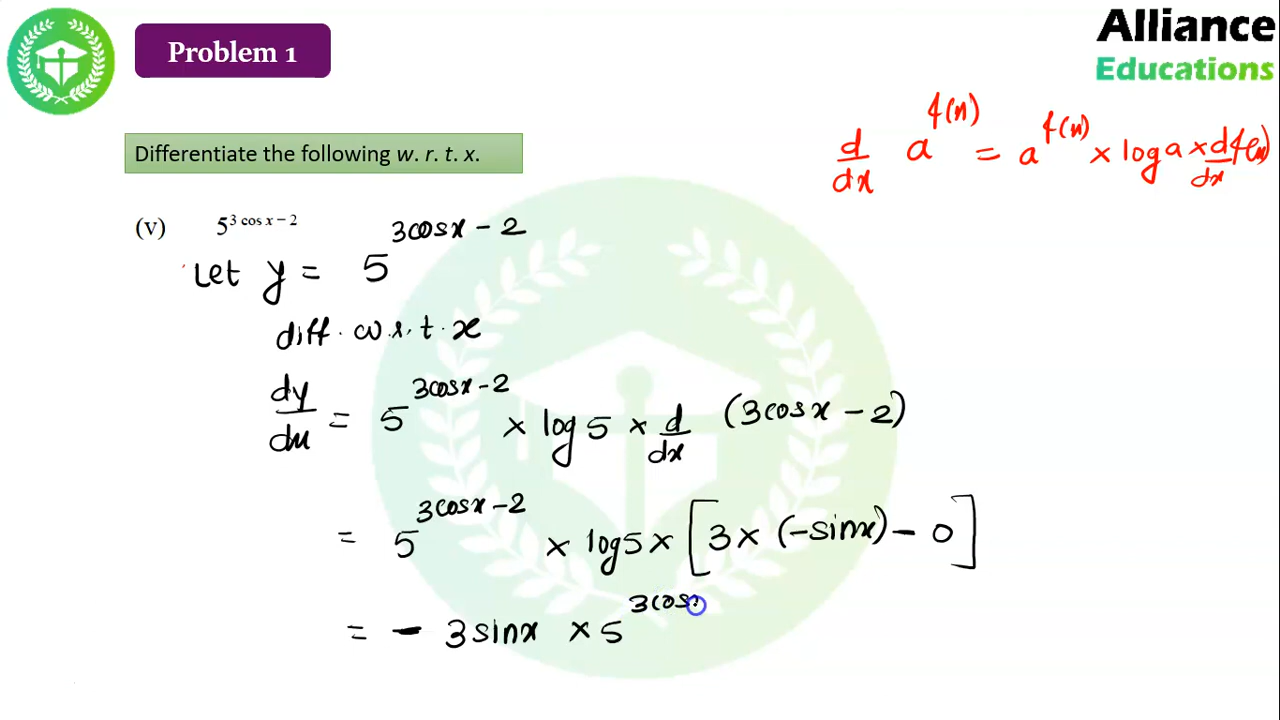 Problem 1
Alliance
Educations
d/dx a^f(x) = a^f(x) × log a × d/dx f(x)
Differentiate the following w. r. t. x.
(v) 5^3 cos x – 2
Let y = 5^3cosx – 2
diff. w.r.t.x
dy/dx = 5^3cosx – 2 × log 5 × d/dx (3cosx – 2)
= 5^3cosx – 2 × log5 × [3 × (–sinx) – 0]
= – 3sinx × 5^3cos